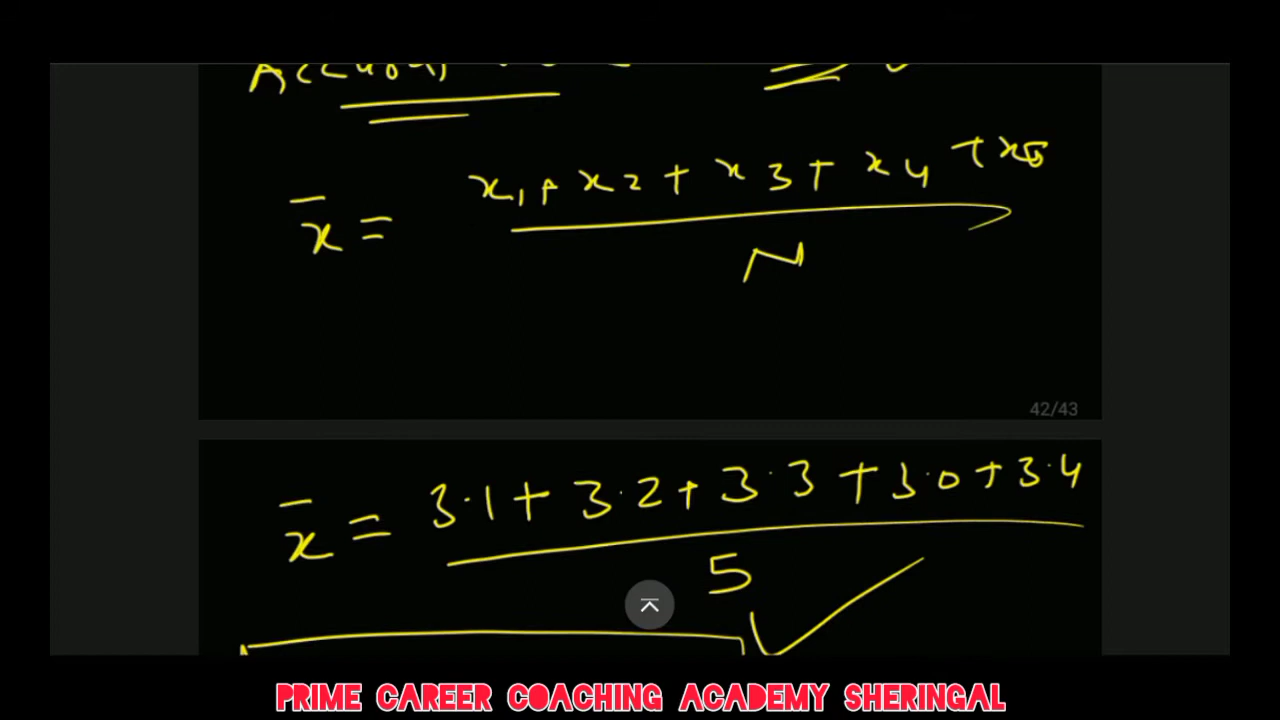 x̄ = x1 + x2 + x3 + x4 + x5
N
42/43
x̄ = 3.1 + 3.2 + 3.3 + 3.0 + 3.4
5
PRIME CAREER COACHING ACADEMY SHERINGAL